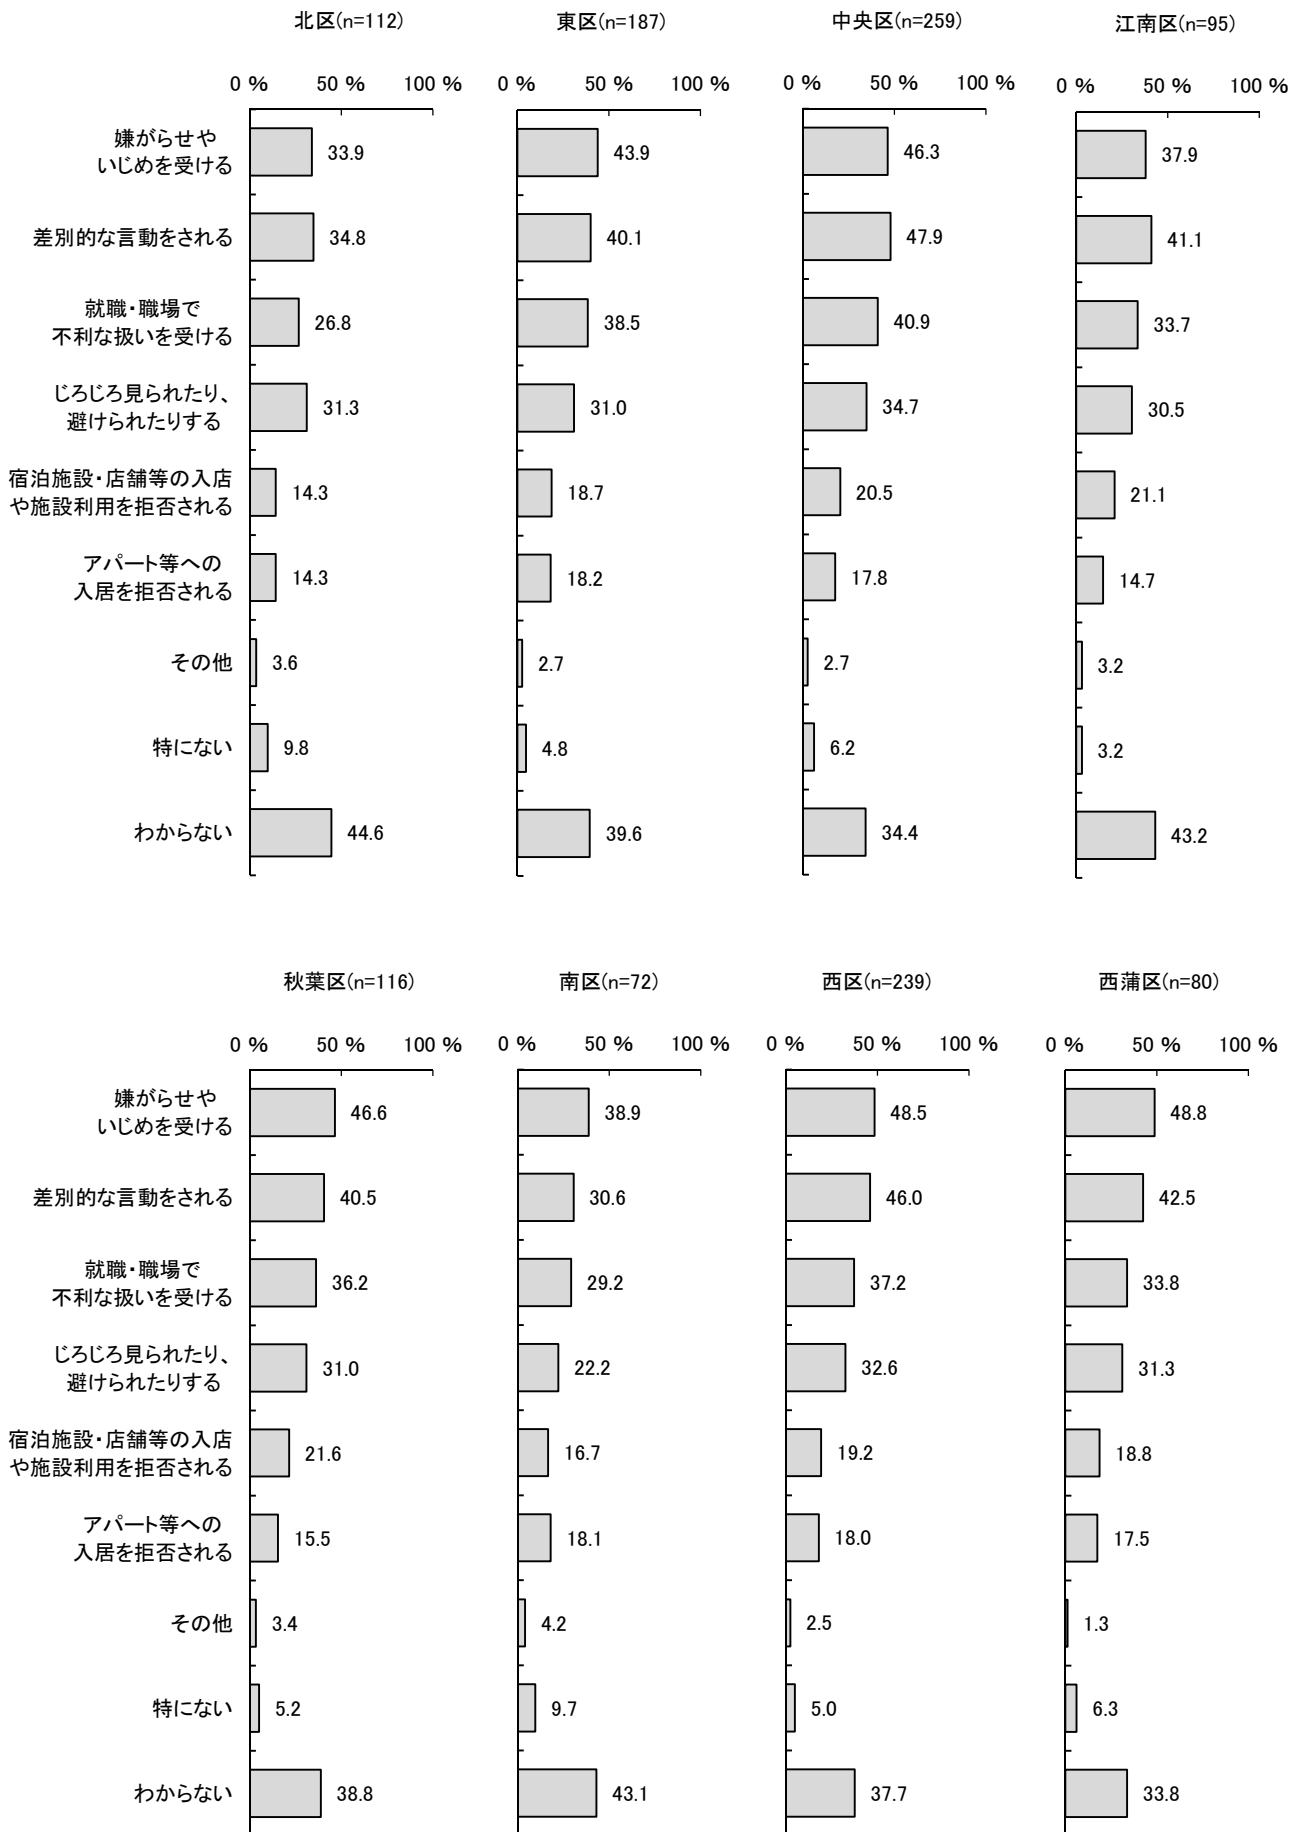 北区(n=112)
東区(n=187)
中央区(n=259)
江南区(n=95)
0 % 50 % 100 %
0 % 50 % 100 %
0 % 50 % 100 %
0 % 50 % 100 %
嫌がらせや
いじめを受ける
33.9
43.9
46.3
37.9
差別的な言動をされる
34.8
40.1
47.9
41.1
就職・職場で
不利な扱いを受ける
26.8
38.5
40.9
33.7
じろじろ見られたり、
避けられたりする
31.3
31.0
34.7
30.5
宿泊施設・店舗等の入店
や施設利用を拒否される
14.3
18.7
20.5
21.1
アパート等への
入居を拒否される
14.3
18.2
17.8
14.7
その他
3.6
2.7
2.7
3.2
特にない
9.8
4.8
6.2
3.2
わからない
44.6
39.6
34.4
43.2
秋葉区(n=116)
南区(n=72)
西区(n=239)
西蒲区(n=80)
0 % 50 % 100 %
0 % 50 % 100 %
0 % 50 % 100 %
0 % 50 % 100 %
嫌がらせや
いじめを受ける
46.6
38.9
48.5
48.8
差別的な言動をされる
40.5
30.6
46.0
42.5
就職・職場で
不利な扱いを受ける
36.2
29.2
37.2
33.8
じろじろ見られたり、
避けられたりする
31.0
22.2
32.6
31.3
宿泊施設・店舗等の入店
や施設利用を拒否される
21.6
16.7
19.2
18.8
アパート等への
入居を拒否される
15.5
18.1
18.0
17.5
その他
3.4
4.2
2.5
1.3
特にない
5.2
9.7
5.0
6.3
わからない
38.8
43.1
37.7
33.8